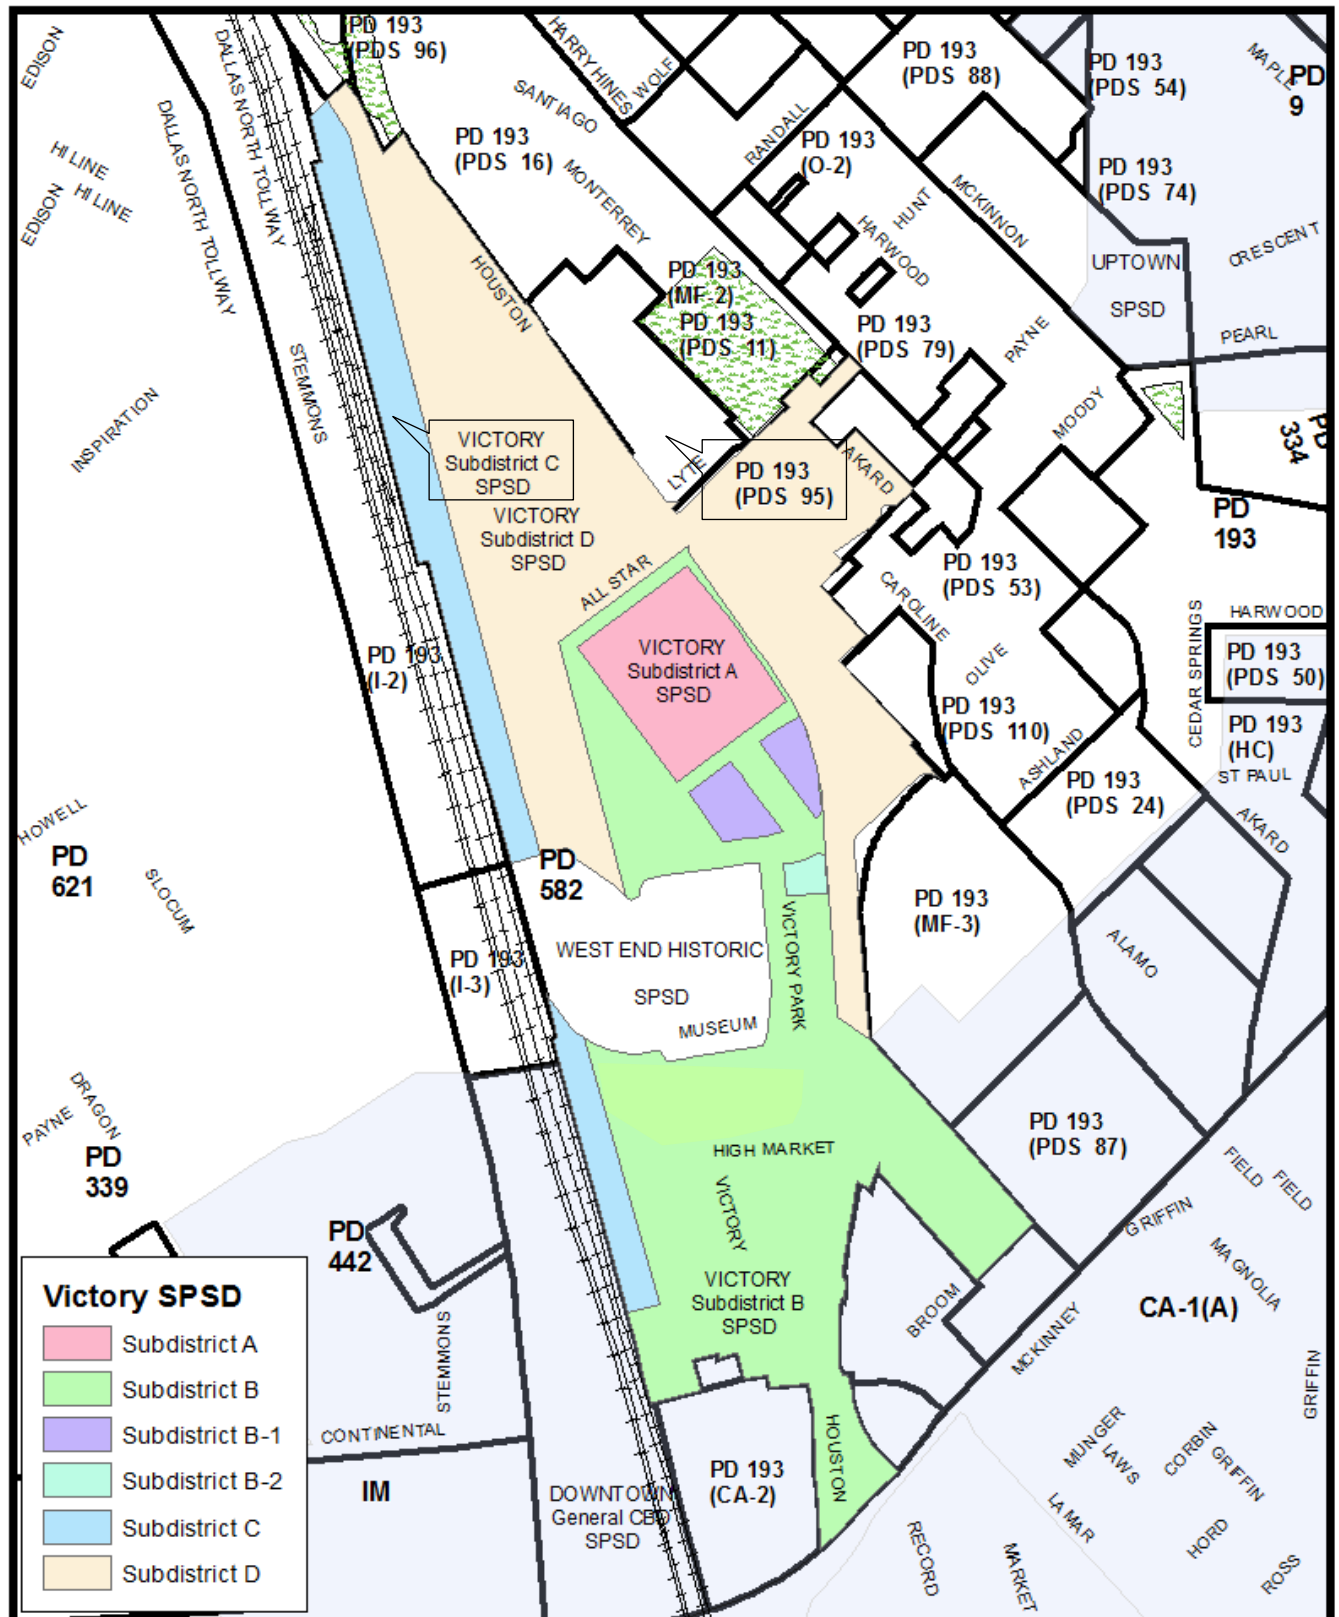 EDISON
DALLAS NORTH TOLLWAY
DALLAS NORTH TOLLWAY
PD 193
(PDS 96)
HARRY HINES
WOLF
SANTIAGO
PD 193
(PDS 88)
PD 193
(PDS 54)
MAPLE
PD
9
HI LINE
HI LINE
EDISON
PD 193
(PDS 16)
MONTERREY
RANDALL
PD 193
(O-2)
HUNT
HARWOOD
MCKINNON
PD 193
(PDS 74)
CRESCENT
UPTOWN
SPSD
PEARL
HOUSTON
PD 193
(MF-2)
PD 193
(PDS 11)
PD 193
(PDS 79)
PAYNE
MOODY
STEMMONS
INSPIRATION
VICTORY
Subdistrict C
SPSD
LYTE
PD 193
(PDS 95)
AKARD
PD
334
PD
193
VICTORY
Subdistrict D
SPSD
ALL STAR
PD 193
(PDS 53)
CAROLINE
OLIVE
CEDAR SPRINGS
HARWOOD
PD 193
(PDS 50)
PD 193
(I-2)
VICTORY
Subdistrict A
SPSD
PD 193
(PDS 110)
ASHLAND
PD 193
(HC)
ST PAUL
PD 193
(PDS 24)
AKARD
HOWELL
PD
621
SLOCUM
PD
582
PD 193
(I-3)
WEST END HISTORIC
SPSD
MUSEUM
VICTORY PARK
PD 193
(MF-3)
ALAMO
DRAGON
PAYNE
PD
339
PD 193
(PDS 87)
HIGH MARKET
VICTORY
FIELD
FIELD
GRIFFIN
MAGNOLIA
PD
442
VICTORY
Subdistrict B
SPSD
BROOM
MCKINNEY
CA-1(A)
STEMMONS
GRIFFIN
Victory SPSD
Subdistrict A
Subdistrict B
Subdistrict B-1
Subdistrict B-2
Subdistrict C
Subdistrict D
CONTINENTAL
IM
DOWNTOWN
General CBD
SPSD
PD 193
(CA-2)
HOUSTON
MUNGER
LAWS
CORBIN
GRIFFIN
LAMAR
HORD
ROSS
RECORD
MARKET